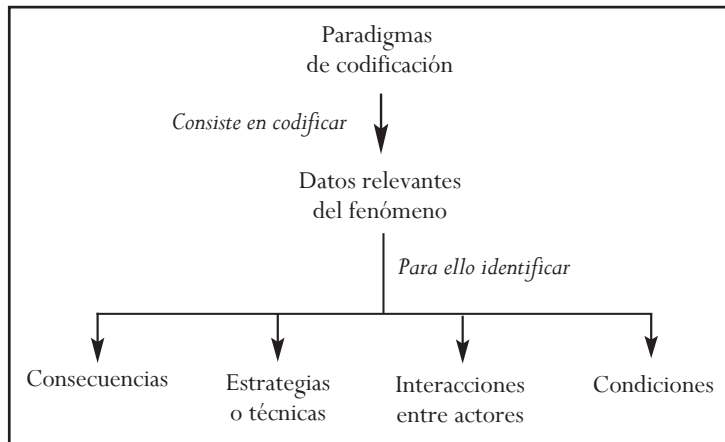 Paradigmas
de codificación
Consiste en codificar
Datos relevantes
del fenómeno
Para ello identificar
Consecuencias
Estrategias
o técnicas
Interacciones
entre actores
Condiciones